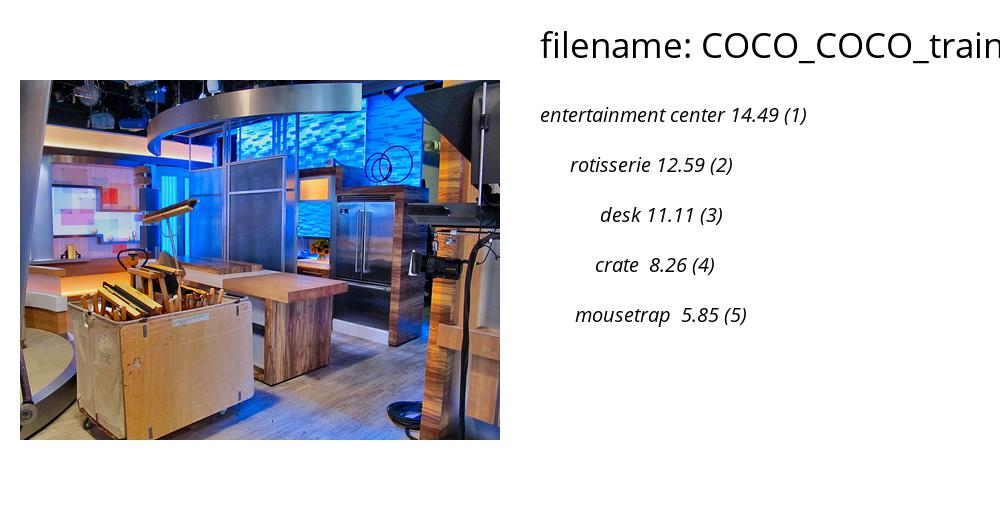 filename: COCO_COCO_train
entertainment center 14.49 (1)
rotisserie 12.59 (2)
desk 11.11 (3)
crate 8.26 (4)
mousetrap 5.85 (5)